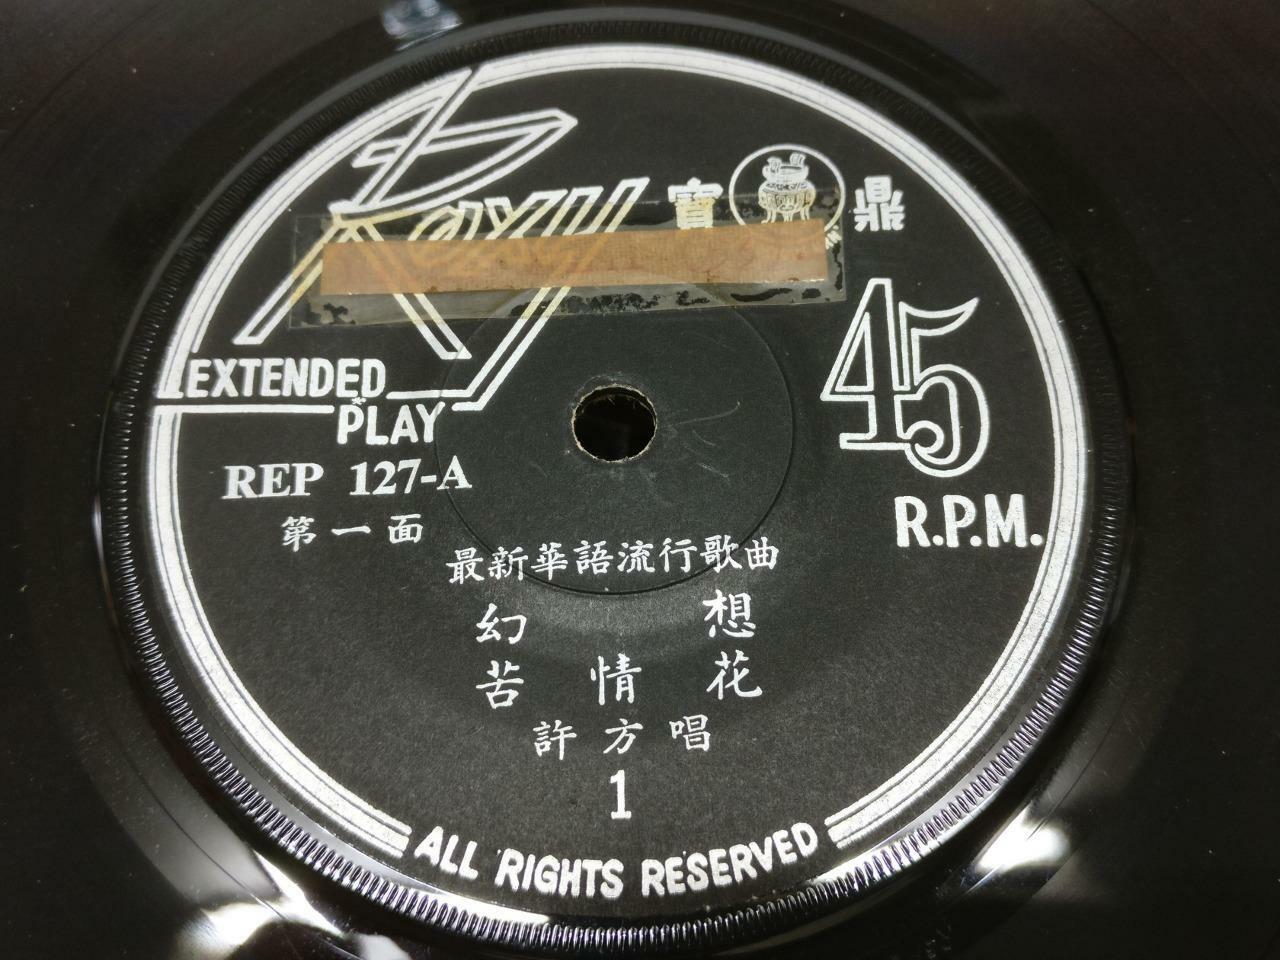 寶 鼎
EXTENDED
PLAY
45
R.P.M.
REP 127-A
第一面
最新華語流行歌曲
幻想
苦情花
許方唱
1
ALL RIGHTS RESERVED